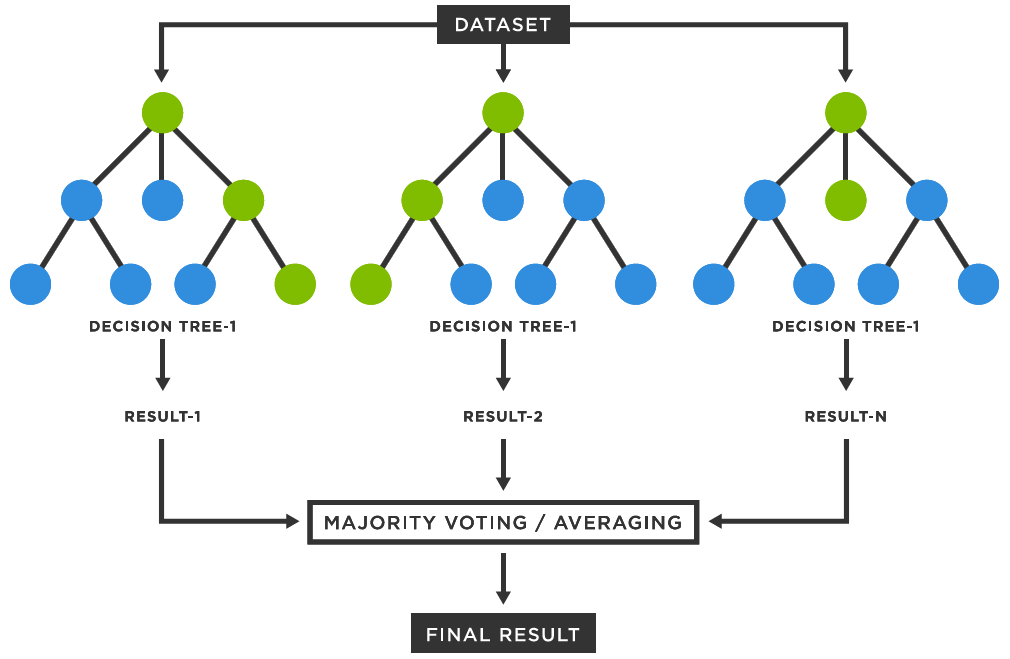 DATASET
DECISION TREE-1
DECISION TREE-1
DECISION TREE-1
RESULT-1
RESULT-2
RESULT-N
MAJORITY VOTING / AVERAGING
FINAL RESULT